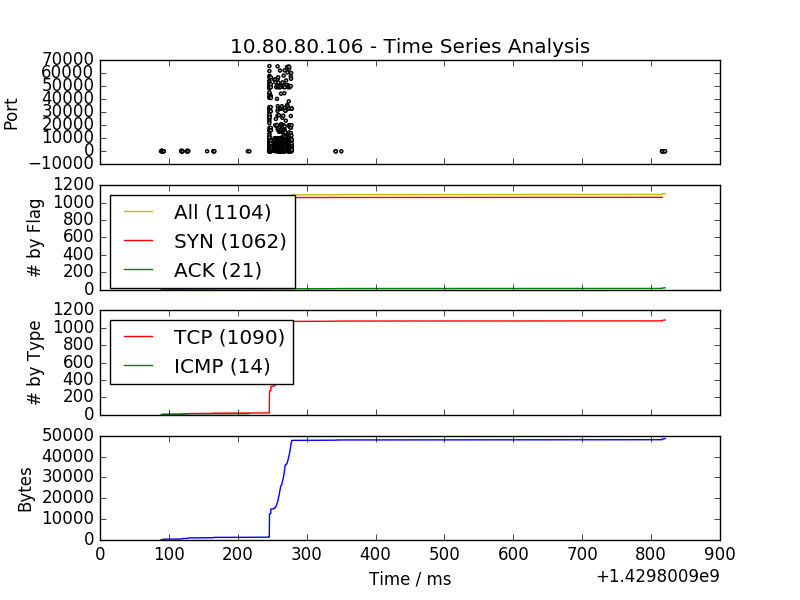 10.80.80.106 - Time Series Analysis
70000
60000
50000
40000
30000
20000
10000
0
−10000
Port
1200
1000
800
600
400
200
0
# by Flag
All (1104)
SYN (1062)
ACK (21)
1200
1000
800
600
400
200
0
# by Type
TCP (1090)
ICMP (14)
50000
40000
30000
20000
10000
0
Bytes
0 100 200 300 400 500 600 700 800 900
Time / ms
+1.4298009e9